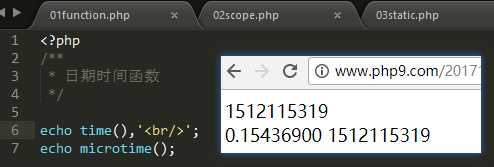 01function.php × 02scope.php × 03static.php
1 <?php
2 /**
3  * 日期时间函数
4  */
5
6 echo time(),'<br/>';
7 echo microtime();
www.php9.com/2017
1512115319
0.15436900 1512115319